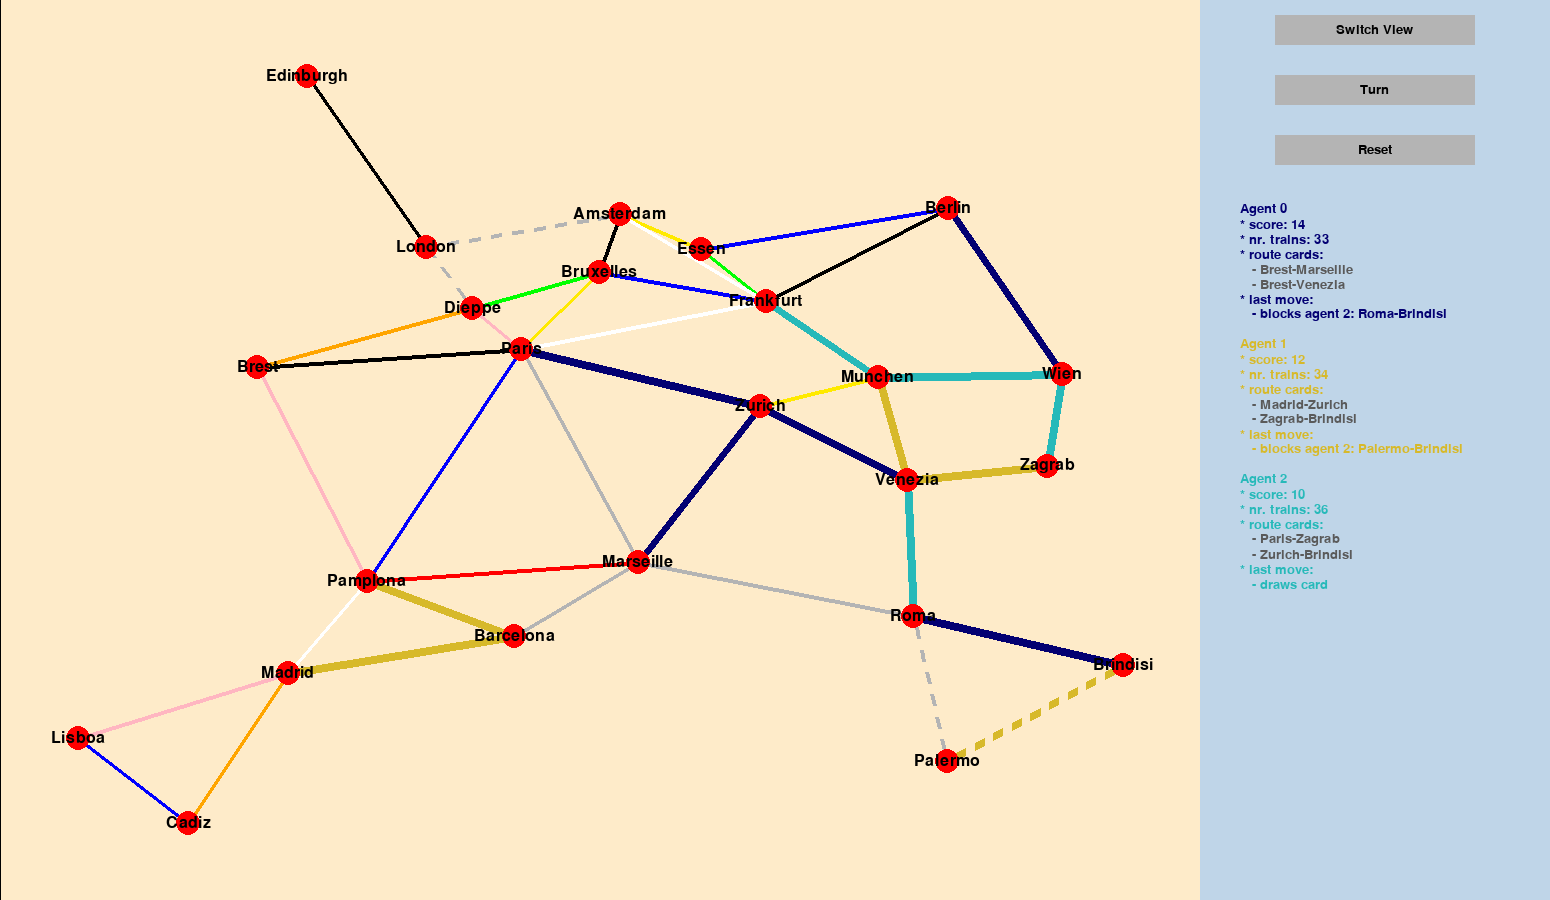 Edinburgh
Amsterdam
Berlin
London
Essen
Bruxelles
Frankfurt
Dieppe
Paris
Brest
Munchen
Wien
Zurich
Zagrab
Venezia
Marseille
Pamplona
Roma
Barcelona
Brindisi
Madrid
Lisboa
Palermo
Cadiz
Switch View
Turn
Reset
Agent 0
* score: 14
* nr. trains: 33
* route cards:
- Brest-Marseille
- Brest-Venezia
* last move:
- blocks agent 2: Roma-Brindisi
Agent 1
* score: 12
* nr. trains: 34
* route cards:
- Madrid-Zurich
- Zagrab-Brindisi
* last move:
- blocks agent 2: Palermo-Brindisi
Agent 2
* score: 10
* nr. trains: 36
* route cards:
- Paris-Zagrab
- Zurich-Brindisi
* last move:
- draws card